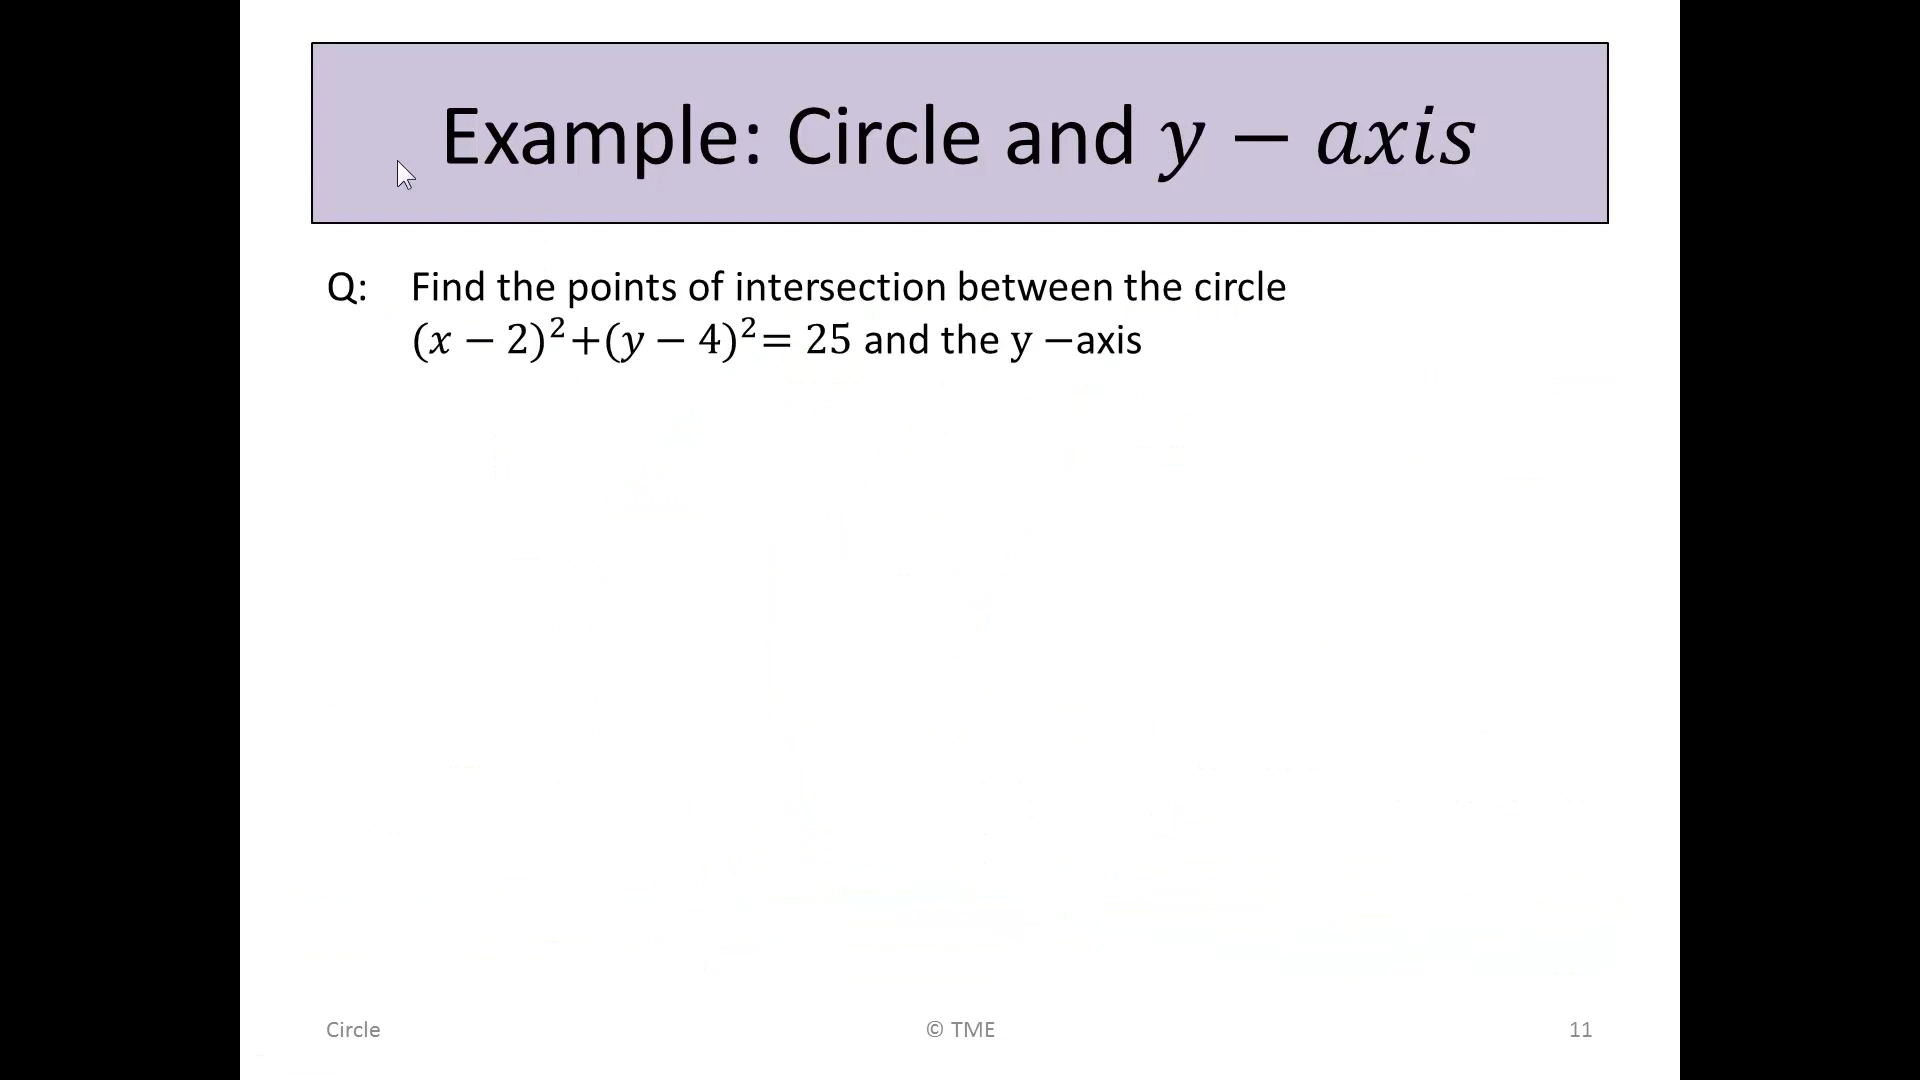 Example: Circle and y − axis
Q: Find the points of intersection between the circle
(x − 2)²+(y − 4)²= 25 and the y −axis
Circle © TME 11